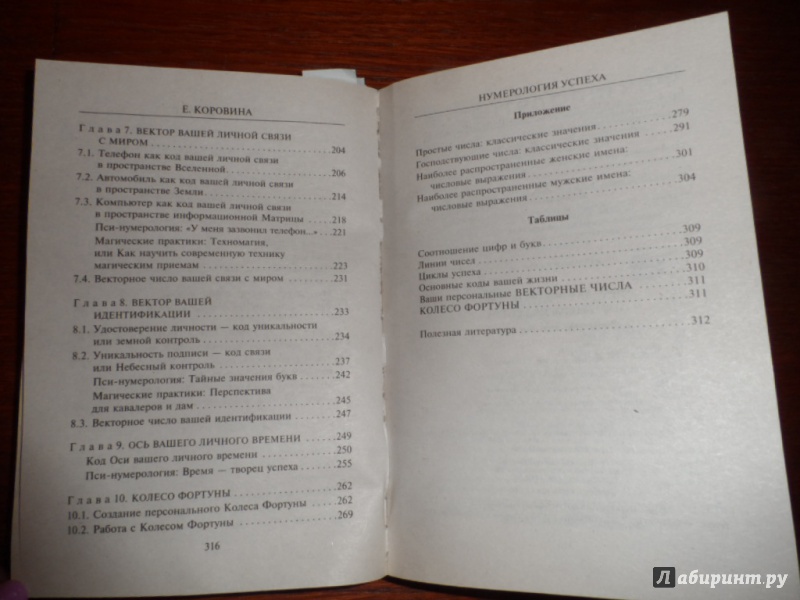 Е. КОРОВИНА
Глава 7. ВЕКТОР ВАШЕЙ ЛИЧНОЙ СВЯЗИ
С МИРОМ 204
7.1. Телефон как код вашей личной связи
в пространстве Вселенной 206
7.2. Автомобиль как код вашей личной связи
в пространстве Земли 214
7.3. Компьютер как код вашей личной связи
в пространстве информационной Матрицы 218
Пси-нумерология: «У меня зазвонил телефон...» 221
Магические практики: Техномагия,
или Как научить современную технику
магическим приемам 223
7.4. Векторное число вашей связи с миром 231
Глава 8. ВЕКТОР ВАШЕЙ
ИДЕНТИФИКАЦИИ 233
8.1. Удостоверение личности — код уникальности
или земной контроль 234
8.2. Уникальность подписи — код связи
или Небесный контроль 237
Пси-нумерология: Тайные значения букв 242
Магические практики: Перспектива
для кавалеров и дам 245
8.3. Векторное число вашей идентификации 247
Глава 9. ОСЬ ВАШЕГО ЛИЧНОГО ВРЕМЕНИ 249
Код Оси вашего личного времени 250
Пси-нумерология: Время — творец успеха 255
Глава 10. КОЛЕСО ФОРТУНЫ 262
10.1. Создание персонального Колеса Фортуны 262
10.2. Работа с Колесом Фортуны 269
316
НУМЕРОЛОГИЯ УСПЕХА
Приложение
Простые числа: классические значения 279
Господствующие числа: классические значения 291
Наиболее распространенные женские имена:
числовые выражения 301
Наиболее распространенные мужские имена:
числовые выражения 304
Таблицы
Соотношение цифр и букв 309
Линии чисел 309
Циклы успеха 309
Основные коды вашей жизни 310
Ваши персональные ВЕКТОРНЫЕ ЧИСЛА 311
КОЛЕСО ФОРТУНЫ 311
Полезная литература 312
Лабиринт.ру